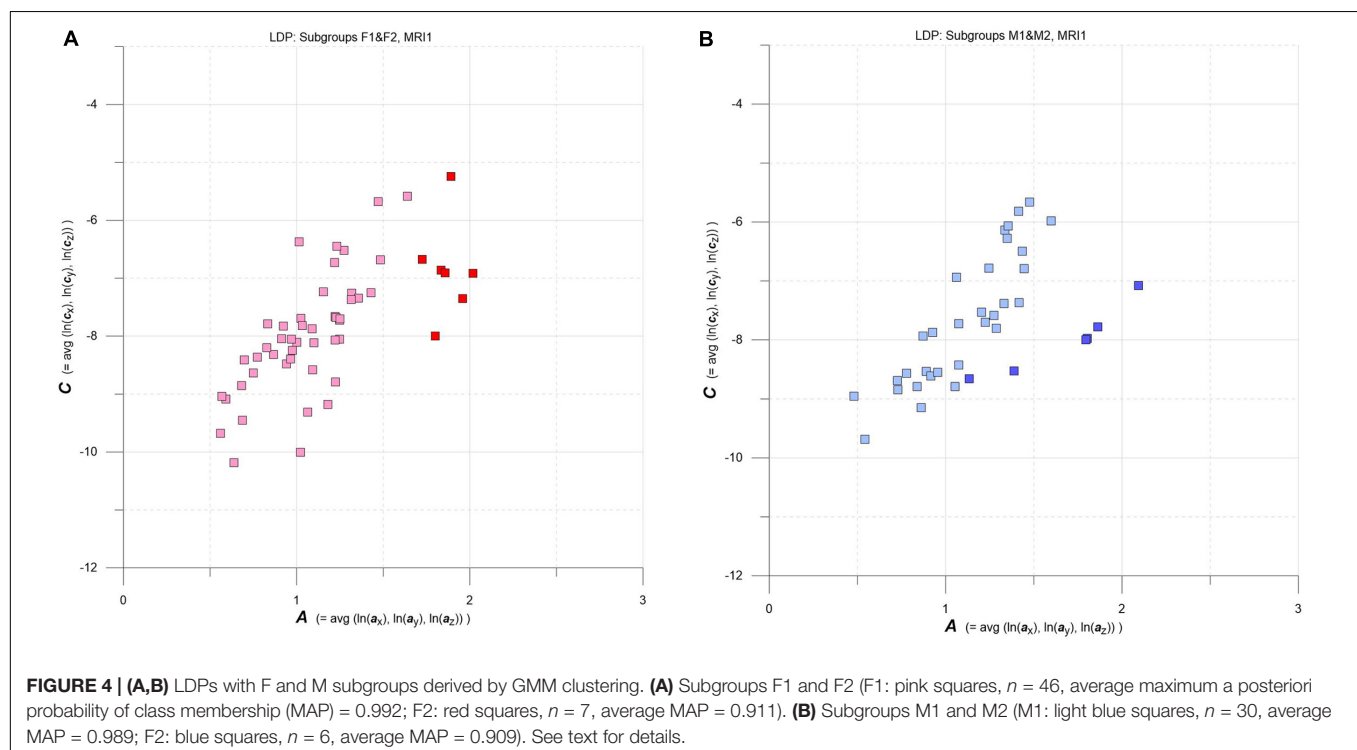 A
LDP: Subgroups F1&F2, MRI1
-4
-6
-8
-10
-12
C (= avg (ln(cx), ln(cy), ln(cz)) )
0
1
2
3
A (= avg (ln(ax), ln(ay), ln(az)) )
B
LDP: Subgroups M1&M2, MRI1
-4
-6
-8
-10
-12
C (= avg (ln(cx), ln(cy), ln(cz)) )
0
1
2
3
A (= avg (ln(ax), ln(ay), ln(az)) )
FIGURE 4 | (A,B) LDPs with F and M subgroups derived by GMM clustering. (A) Subgroups F1 and F2 (F1: pink squares, n = 46, average maximum a posteriori
probability of class membership (MAP) = 0.992; F2: red squares, n = 7, average MAP = 0.911). (B) Subgroups M1 and M2 (M1: light blue squares, n = 30, average
MAP = 0.989; F2: blue squares, n = 6, average MAP = 0.909). See text for details.